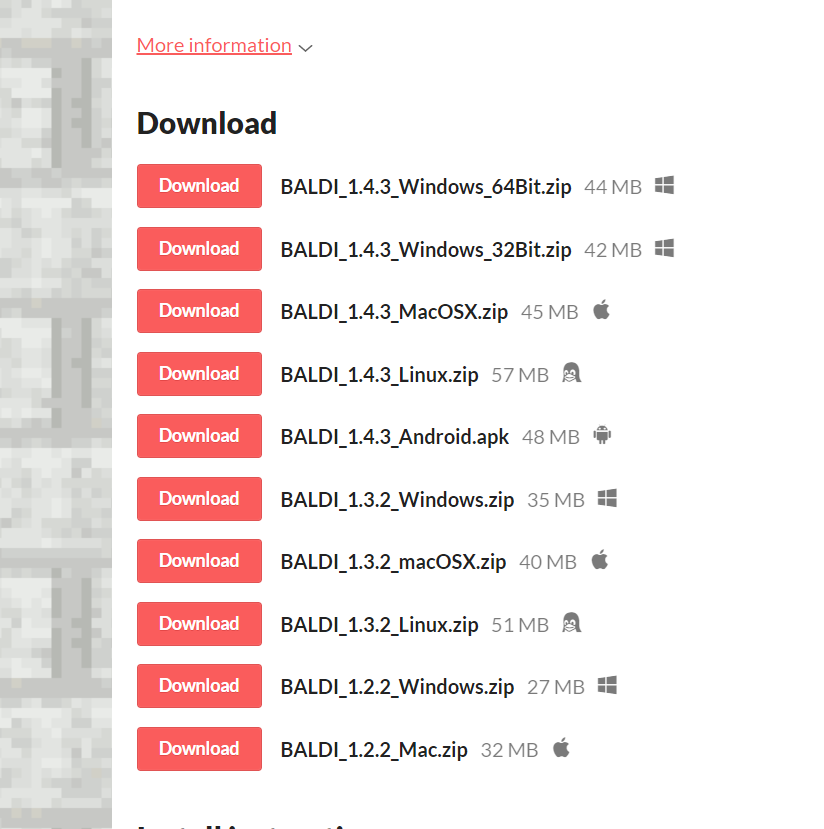 More information
Download
Download BALDI_1.4.3_Windows_64Bit.zip 44 MB
Download BALDI_1.4.3_Windows_32Bit.zip 42 MB
Download BALDI_1.4.3_MacOSX.zip 45 MB
Download BALDI_1.4.3_Linux.zip 57 MB
Download BALDI_1.4.3_Android.apk 48 MB
Download BALDI_1.3.2_Windows.zip 35 MB
Download BALDI_1.3.2_macOSX.zip 40 MB
Download BALDI_1.3.2_Linux.zip 51 MB
Download BALDI_1.2.2_Windows.zip 27 MB
Download BALDI_1.2.2_Mac.zip 32 MB